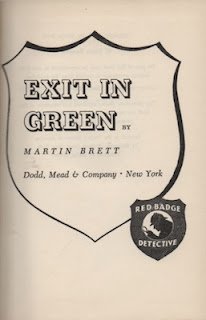 EXIT IN
GREEN BY
MARTIN BRETT
Dodd, Mead & Company · New York
RED BADGE
DETECTIVE